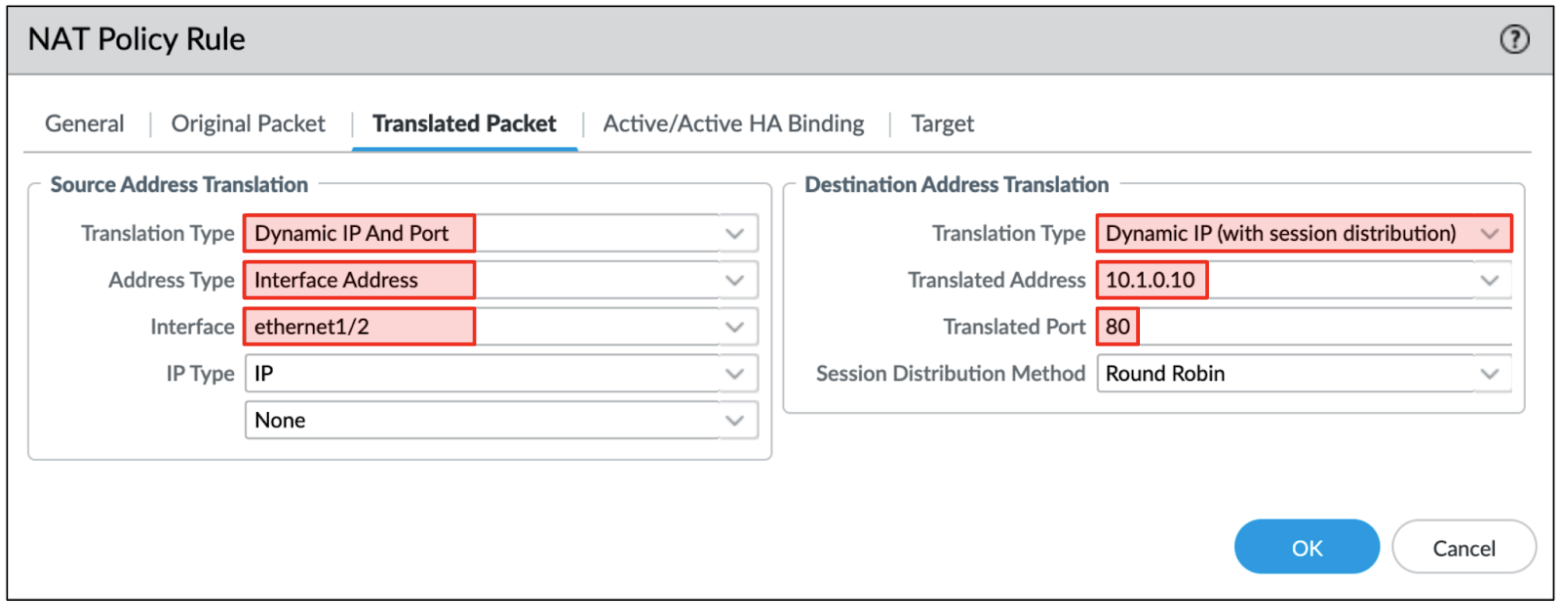 NAT Policy Rule ?
General Original Packet Translated Packet Active/Active HA Binding Target
Source Address Translation
Translation Type Dynamic IP And Port
Address Type Interface Address
Interface ethernet1/2
IP Type IP
None
Destination Address Translation
Translation Type Dynamic IP (with session distribution)
Translated Address 10.1.0.10
Translated Port 80
Session Distribution Method Round Robin
OK Cancel